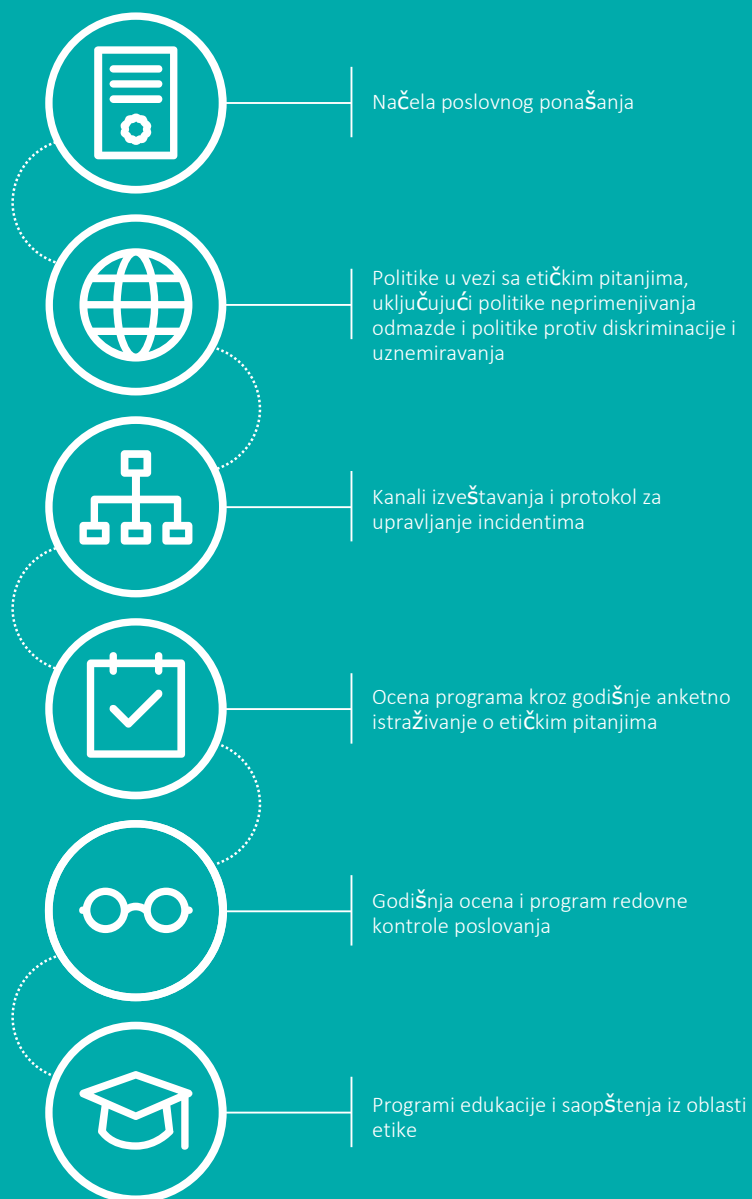 Načela poslovnog ponašanja
Politike u vezi sa etičkim pitanjima,
uključujući politike neprimenjivanja
odmazde i politike protiv diskriminacije i
uznemiravanja
Kanali izveštavanja i protokol za
upravljanje incidentima
Ocena programa kroz godišnje anketno
istraživanje o etičkim pitanjima
Godišnja ocena i program redovne
kontrole poslovanja
Programi edukacije i saopštenja iz oblasti
etike